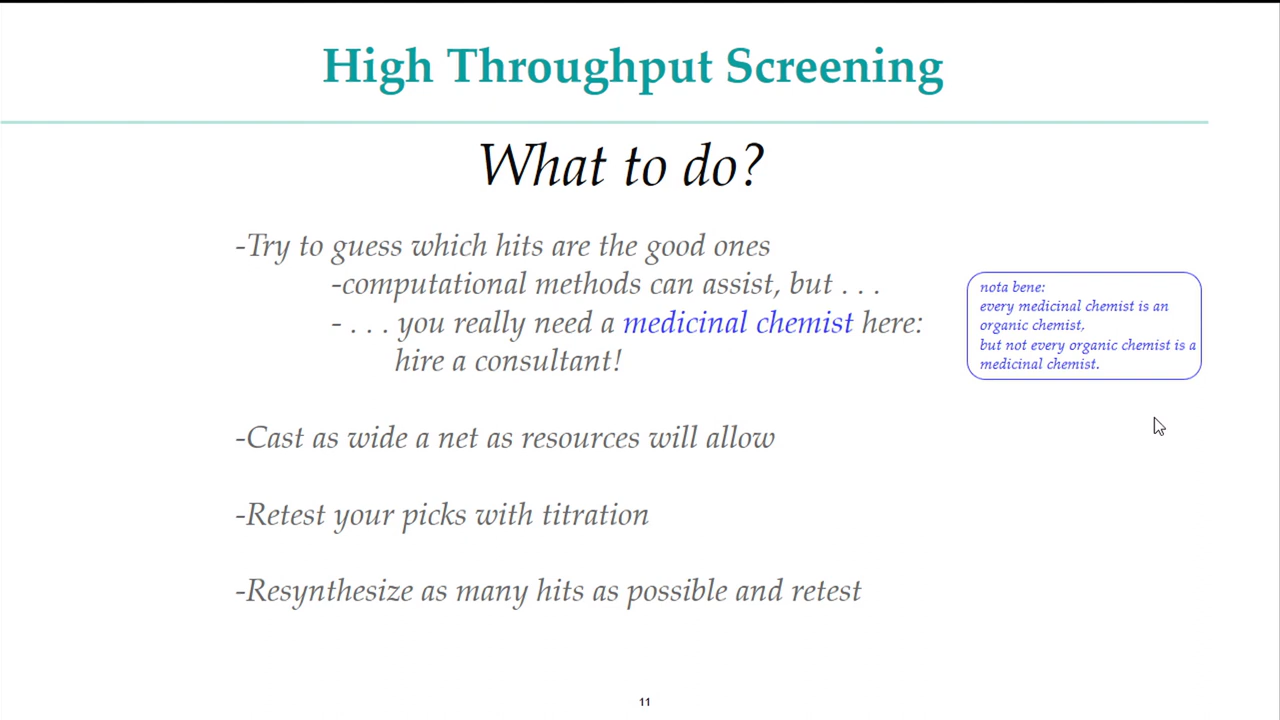 High Throughput Screening
What to do?
-Try to guess which hits are the good ones
-computational methods can assist, but . . .
- . . . you really need a medicinal chemist here:
hire a consultant!
nota bene:
every medicinal chemist is an
organic chemist,
but not every organic chemist is a
medicinal chemist.
-Cast as wide a net as resources will allow
-Retest your picks with titration
-Resynthesize as many hits as possible and retest
11